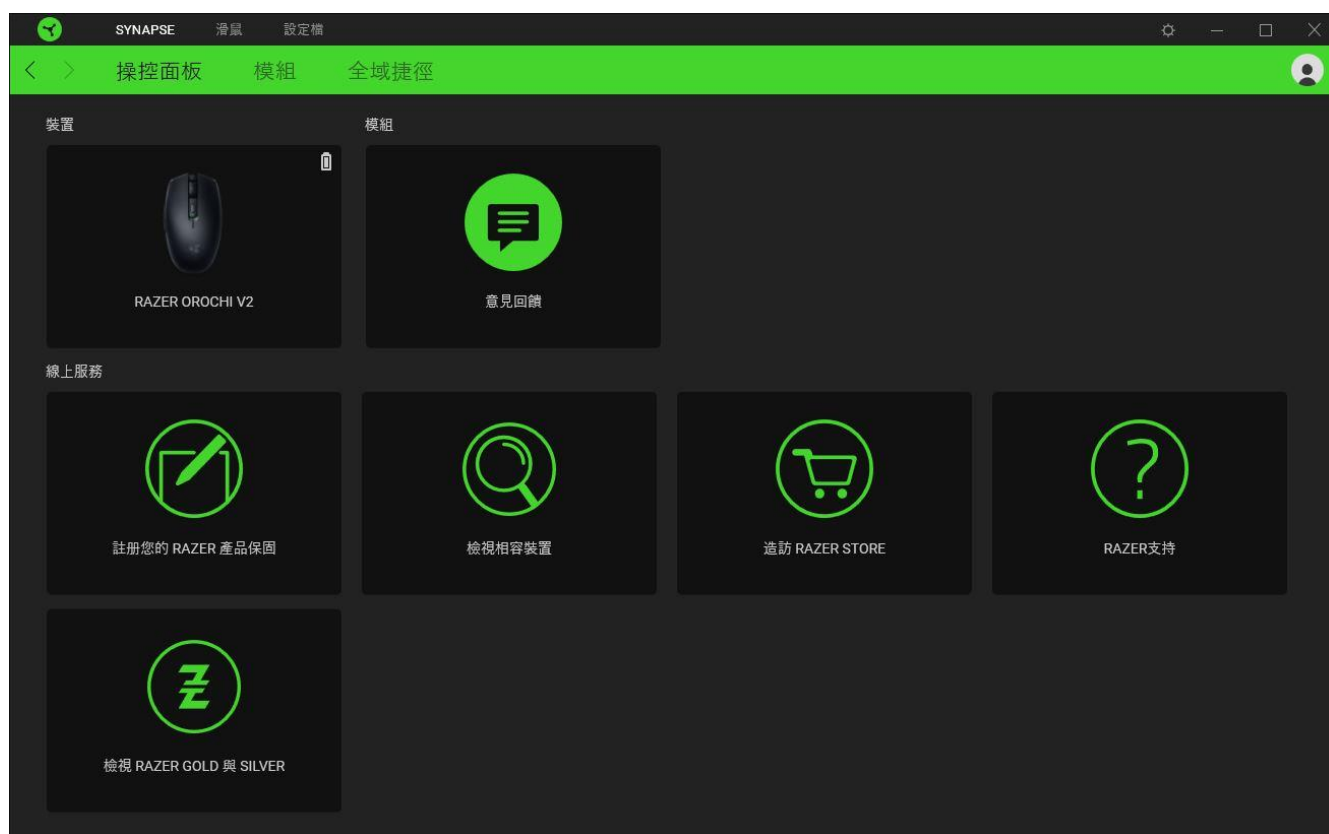 SYNAPSE 滑鼠 設定檔
操控面板 模組 全域捷徑
裝置 模組
RAZER OROCHI V2 意見回饋
線上服務
註册您的 RAZER 產品保固 檢視相容裝置 造訪 RAZER STORE RAZER支持
檢視 RAZER GOLD 與 SILVER